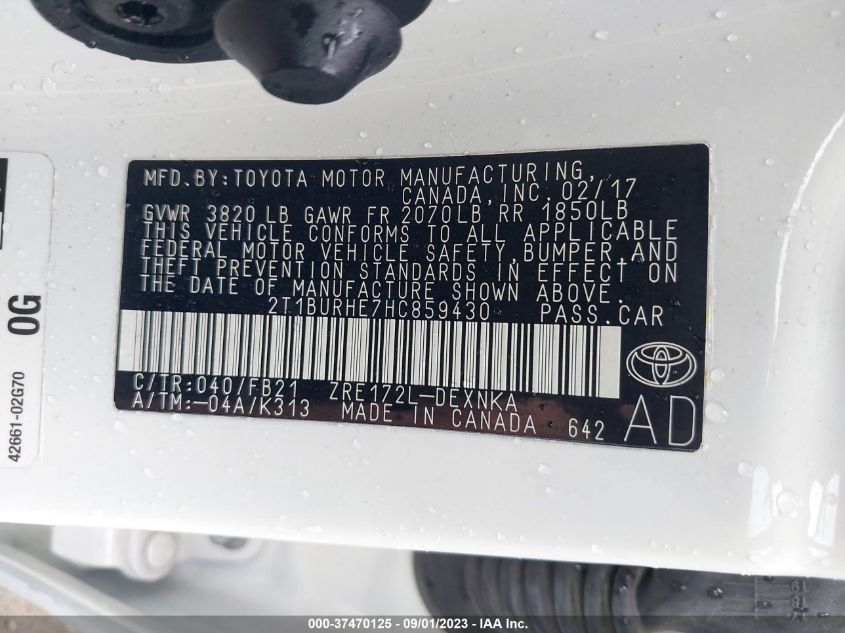 MFD.BY:TOYOTA MOTOR MANUFACTURING,
CANADA,INC. 02/17
GVWR 3820 LB GAWR FR 2070LB RR 1850LB
THIS VEHICLE CONFORMS TO ALL APPLICABLE
FEDERAL MOTOR VEHICLE SAFETY,BUMPER,AND
THEFT PREVENTION STANDARDS IN EFFECT ON
THE DATE OF MANUFACTURE SHOWN ABOVE.
2T1BURHE7HC859430 PASS.CAR
C/TR:040/FB21 ZRE172L-DEXNKA
A/TM:-04A/K313 MADE IN CANADA 642
AD
0G
42661-02G70
000-37470125 - 09/01/2023 - © IAA Inc.